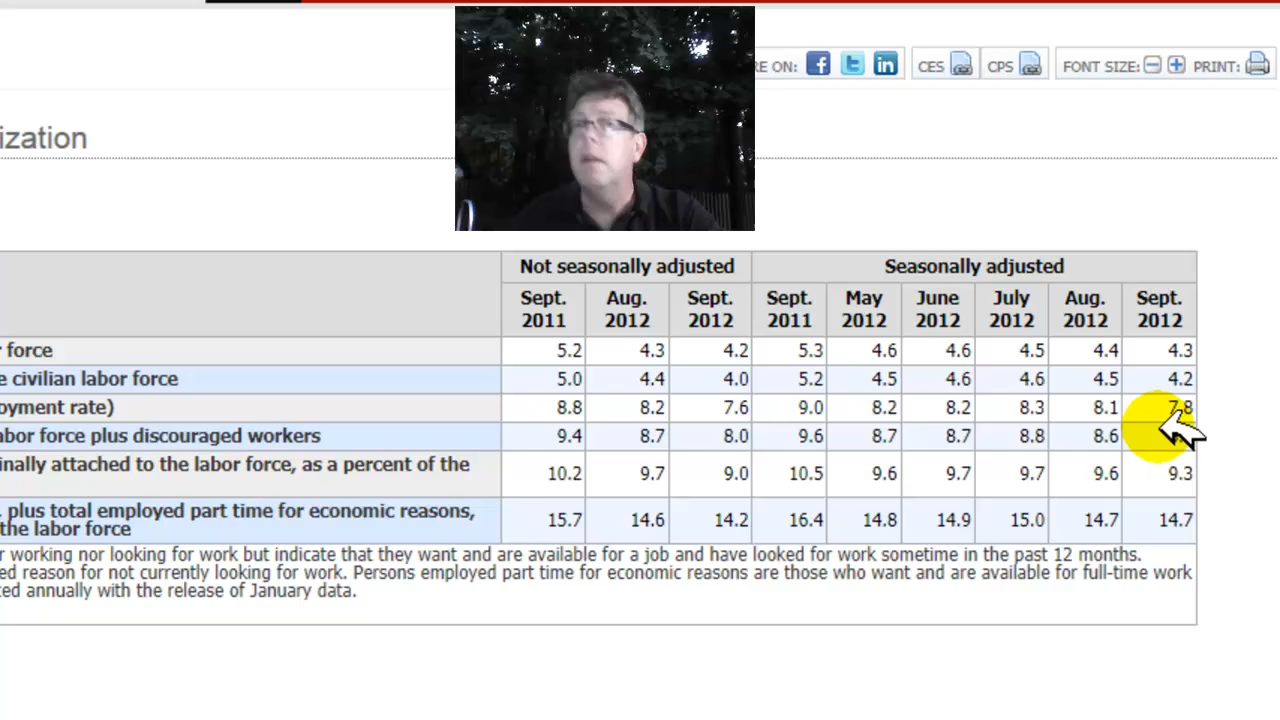 RE ON: CES CPS FONT SIZE: PRINT:
ization
Not seasonally adjusted Seasonally adjusted
Sept. 2011 Aug. 2012 Sept. 2012 Sept. 2011 May 2012 June 2012 July 2012 Aug. 2012 Sept. 2012
r force 5.2 4.3 4.2 5.3 4.6 4.6 4.5 4.4 4.3
e civilian labor force 5.0 4.4 4.0 5.2 4.5 4.6 4.6 4.5 4.2
oyment rate) 8.8 8.2 7.6 9.0 8.2 8.2 8.3 8.1 7.8
abor force plus discouraged workers 9.4 8.7 8.0 9.6 8.7 8.7 8.8 8.6
inally attached to the labor force, as a percent of the 10.2 9.7 9.0 10.5 9.6 9.7 9.7 9.6 9.3
, plus total employed part time for economic reasons,
the labor force 15.7 14.6 14.2 16.4 14.8 14.9 15.0 14.7 14.7
r working nor looking for work but indicate that they want and are available for a job and have looked for work sometime in the past 12 months.
ed reason for not currently looking for work. Persons employed part time for economic reasons are those who want and are available for full-time work
ted annually with the release of January data.